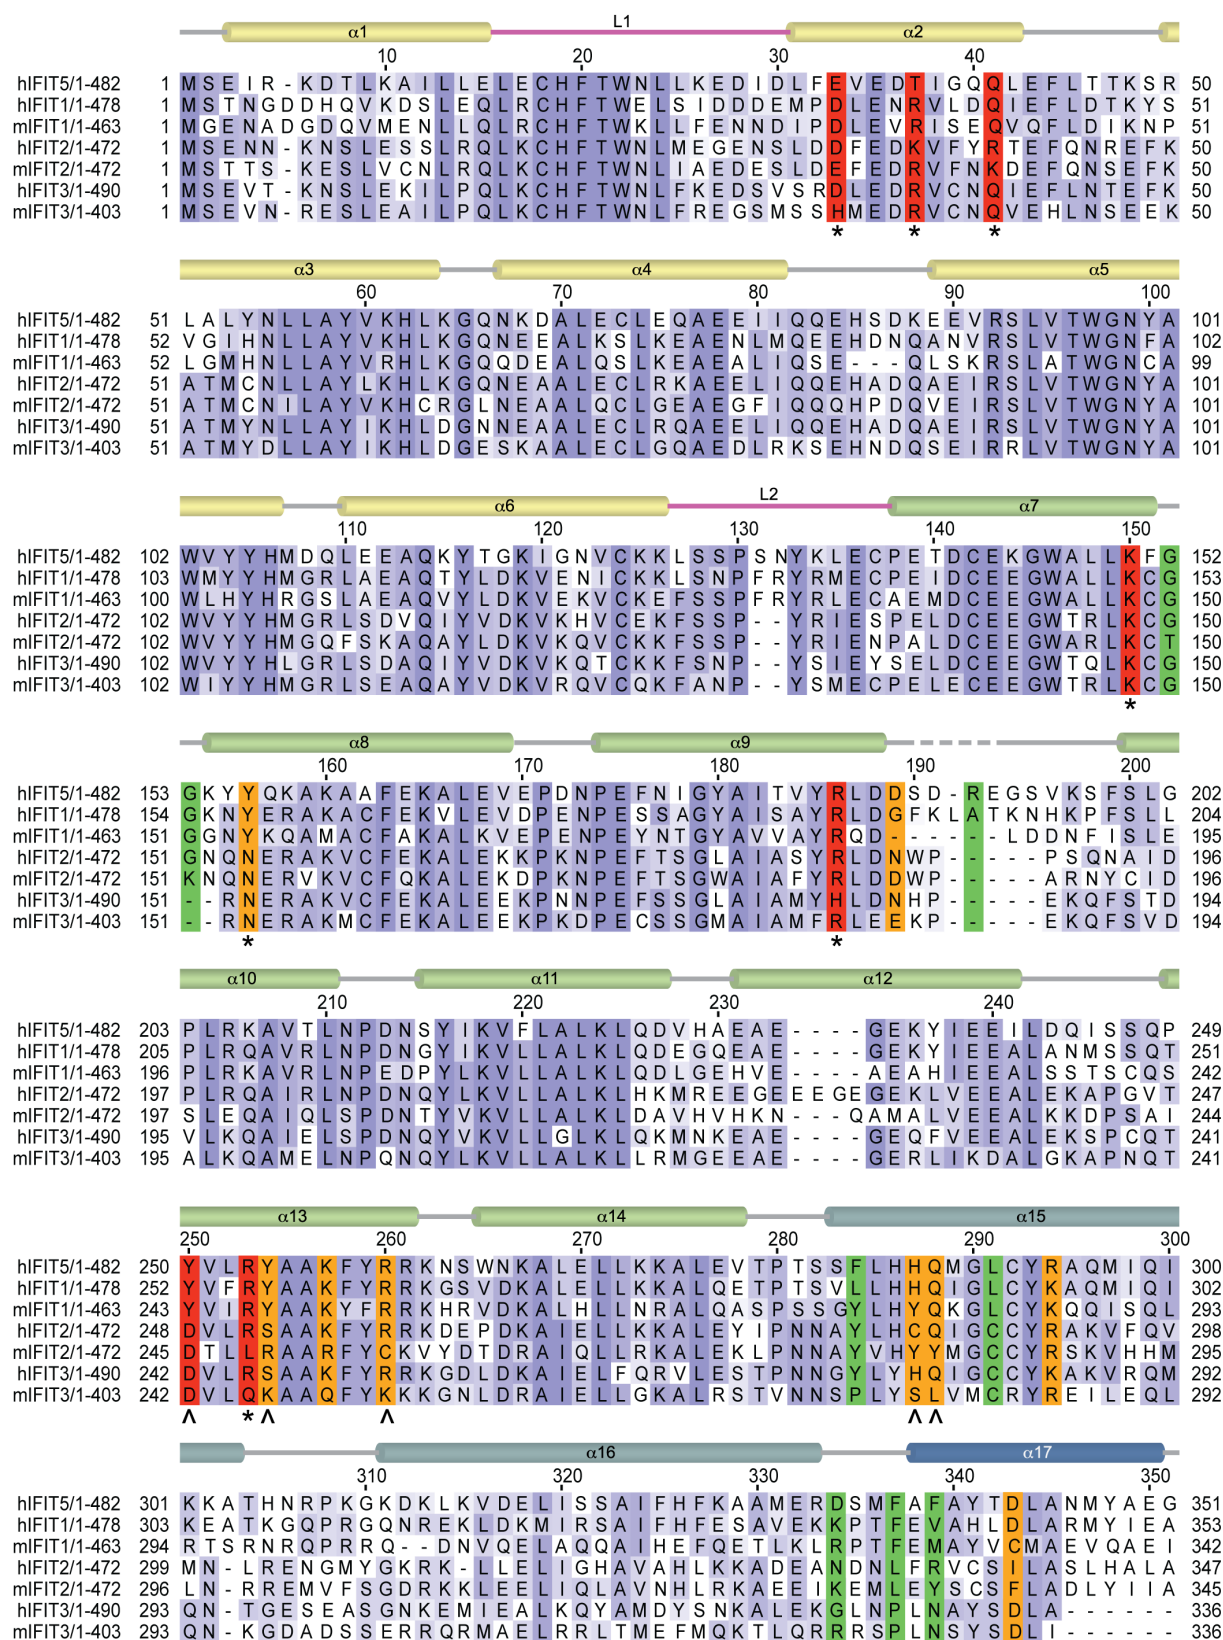 α1 L1 α2
10 20 30 40
hIFIT5/1-482 1 MSEIR-KDTLKAILLELECHFTWNLLKEDIDLFEVEDTIGQQLEFLTTKSR 50
hIFIT1/1-478 1 MSTNGDDHQVKDSLEQLRCHFTWELSIDDDEMPDLENRVLDQIEFLDTKYS 51
mIFIT1/1-463 1 MGENADGDQVMENLLQLRCHFTWKLLFENNDIPDLEVRISEQVQFLDIKNP 51
hIFIT2/1-472 1 MSENN-KNSLESSLRQLKCHFTWNLMEGENSLDDFEDKVFYRTEFQNREFK 50
mIFIT2/1-472 1 MSTTS-KNSLVCNLRQLKCHFTWNLIAEDESLDEFEDRVFNKDEFQNSEFK 50
hIFIT3/1-490 1 MSEVT-KNSLEKILPQLKCHFTWNLFKEDSVSRDLEDRVCNQIEFLNTEFK 50
mIFIT3/1-403 1 MSEVN-RESLEAILPQLKCHFTWNLFREGSMSSHMEDRVCNQVEHLNSEEK 50
* * *
α3 α4 α5
60 70 80 90 100
hIFIT5/1-482 51 LALYNLLAYVKHLKGQNKDALECLEQAEEIIQQEHSDKEEVRSLVTWGNYA 101
hIFIT1/1-478 52 VGIHNLLAYVKHLKGQNEEALKSLKEAENLMQEEHDNQANVRSLVTWGNFA 102
mIFIT1/1-463 52 LGMHNLLAYVRHLKGQQDEALQSLKEAEALIQSE---QLSKRSLATWGNCA 99
hIFIT2/1-472 51 ATMCNLLAYLKHLKGQNEAALECLRKAEELIQQEHADQAEIRSLVTWGNYA 101
mIFIT2/1-472 51 ATMCNILAYVKHCRGLNEAALQCLGEAEGFIQQQHPDQVEIRSLVTWGNYA 101
hIFIT3/1-490 51 ATMYNLLAYIKHLDGNNEAALECLRQAEELIQQEHADQAEIRSLVTWGNYA 101
mIFIT3/1-403 51 ATMYDLLAYIKHLDGESKAALECLGQAEDLRKSEHNDQSEIRRLVTWGNYA 101
α6 L2 α7
110 120 130 140 150
hIFIT5/1-482 102 WVYYHMDQLEEAQKYTGKIGNVCKKLSSPSNYKLECPETDCEKGWALLKFG 152
hIFIT1/1-478 103 WMYYHMGRLAEAQTYLDKVENICKKLSNPFRYRMECPEIDCEEGWALLKCG 153
mIFIT1/1-463 100 WLHYHRGSLAEAQVYLDKVEKVCKEFSSPFRYRLECAEMDCEEGWALLKCG 150
hIFIT2/1-472 102 WVYYHMGRLSDVQIYVDKVKHVCEKFSSP--YRIESPELDCEEGWTRLKCG 150
mIFIT2/1-472 102 WVYYHMGQFSKAQAYLDKVKQVCKKFSSP--YRIENPALDCEEGWARLKCT 150
hIFIT3/1-490 102 WVYYHLGRLSDAQIYVDKVKQTCKKFSNP--YSIEYSELDCEEGWTQLKCG 150
mIFIT3/1-403 102 WIYYHMGRLSEAQAYVDKVRQVCQKFANP--YSMECPELECEEGWTRLKCG 150
*
α8 α9
160 170 180 190 200
hIFIT5/1-482 153 GKYYQKAKAAFEKALEVEPDNPEFNIGYAITVYRLDDSD-REGSVKSFSLG 202
hIFIT1/1-478 154 GKNYERAKACFEKVLEVDPENPESSAGYAISAYRLDGFKLATKNHKPFSLL 204
mIFIT1/1-463 151 GGNYKQAMACFAKALKVEPENPEYNTGYAVVAYRQD-----LDDNFISLE 195
hIFIT2/1-472 151 GNQNERAKVCFEKALEKKPKNPEFTSGLAIASYRLDNWP-----PSQNAID 196
mIFIT2/1-472 151 KNQNERVKVCFQKALEKDPKNPEFTSGWAIAFYRLDDWP-----ARNYCID 196
hIFIT3/1-490 151 --RNERAKVCFEKALEEKPNNPEFSSGLAIAMYHLDNHP-----EKQFSTD 194
mIFIT3/1-403 151 --RNERAKMCFEKALEEKPKDPECSSGMAIAMFRLEEKP-----EKQFSVD 194
* *
α10 α11 α12
210 220 230 240
hIFIT5/1-482 203 PLRKAVTLNPDNSYIKVFLALKLQDVHAEAE----GEKYIEEILDQISSQP 249
hIFIT1/1-478 205 PLRQAVRLNPDNGYIKVLLALKLQDEGQEAE----GEKYIEEALANMSSQT 251
mIFIT1/1-463 196 PLRKAVRLNPEDPYLKVLLALKLQDLGEHVE----AEAHIEEALSSTSCQS 242
hIFIT2/1-472 197 PLRQAIRLNPDNQYLKVLLALKLHKMREEGEEEGEGEKLVEEALEKAPGVT 247
mIFIT2/1-472 197 SLEQAIQLSPDNTYVKVLLALKLDAVHVHKN---QAMALVEEALKKDPSAI 244
hIFIT3/1-490 195 VLKQAIELSPDNQYVKVLLGLKLQKMNKEAE----GEQFVEEALEKSPCQT 241
mIFIT3/1-403 195 ALKQAMELNPQNQYLKVLLALKLLRMGEEAE----GERLIKDALGKAPNQT 241
α13 α14 α15
250 260 270 280 290 300
hIFIT5/1-482 250 YVLRYAAKFYRRKNSWNKALELLKKALEVTPTSSFLHHQMGLCYRAQMIQI 300
hIFIT1/1-478 252 YVFRYAAKFYRRKGSVDKALELLKKALQETPTSVLLHHQIGLCYKAQMIQI 302
mIFIT1/1-463 243 YVIRYAAKYFRRKHRVDKALHLLNRALQASPSSGYLHYQKGLCYKQQISQL 293
hIFIT2/1-472 248 DVLRSAAKFYRRKDEPDKAIELLKKALEYIPNNAYLHCQIGCCYRAKVFQV 298
mIFIT2/1-472 245 DTLLRAARFYCKVYDTDRAIQLLRKALEKLPNNAYVHYYMGCCYRSKVHHM 295
hIFIT3/1-490 242 DVLRSAAKFYRRKGDLDKAIELFQRVLESTPNNGYLYHQIGCCYKAKVRQM 292
mIFIT3/1-403 242 DVLQKAAQFYKKKGNLDRAIELLGKALRSTVNNSPLYSLVMCRYREILEQL 292
^ * ^ ^ ^ ^
α16 α17
310 320 330 340 350
hIFIT5/1-482 301 KKATHNRPKGKDKLKVDELISSAIFHFKAAMERDSMFAFAYTDLANMYAEG 351
hIFIT1/1-478 303 KEATKGQPRGQNREKLDKMIRSAIFHFESAVEKKPTFEVAHLDLARMYIEA 353
mIFIT1/1-463 294 RTSRNRQPRRQ--DNVQELAQQAIHEFQETLKLRPTFEMAYVCMAEVQAEI 342
hIFIT2/1-472 299 MN-LRENGMYGKRK-LLELIGHAVAHLKKADEANDNLFRVCSILASLHALA 347
mIFIT2/1-472 296 LN-RREMVFSGDRKKLEELIQLAVNHLRKAEEIKEMLEYSCSFLADLYIIA 345
hIFIT3/1-490 293 QN-TGESEASGNKEMIEALKQYAMDYSNKALEKGLNPLNAYSDLA------ 336
mIFIT3/1-403 293 QN-KGDADSSERRQRMAELRRLTMEFMQKTLQRRRSPLNSYSDLI------ 336